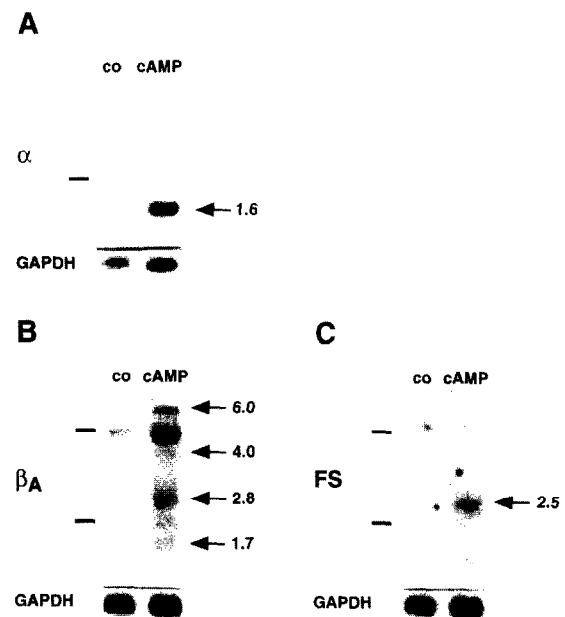 A
co cAMP
α
1.6
GAPDH
B
co cAMP
6.0
4.0
βA
2.8
1.7
GAPDH
C
co cAMP
FS
2.5
GAPDH